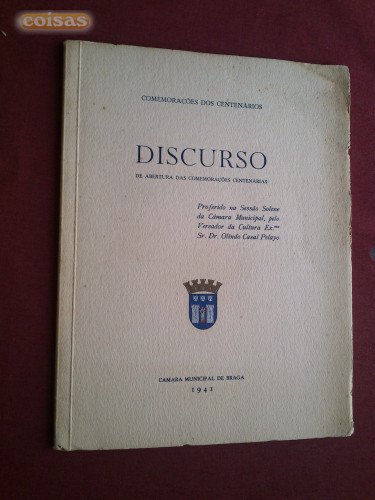 coisas
COMEMORAÇÕES DOS CENTENÁRIOS
DISCURSO
DE ABERTURA DAS COMEMORAÇÕES CENTENÁRIAS
Proferido na Sessão Solene
da Câmara Municipal, pelo
Vereador da Cultura Ex.mo
Sr. Dr. Olindo Casal Pelayo
CAMARA MUNICIPAL DE BRAGA
1941